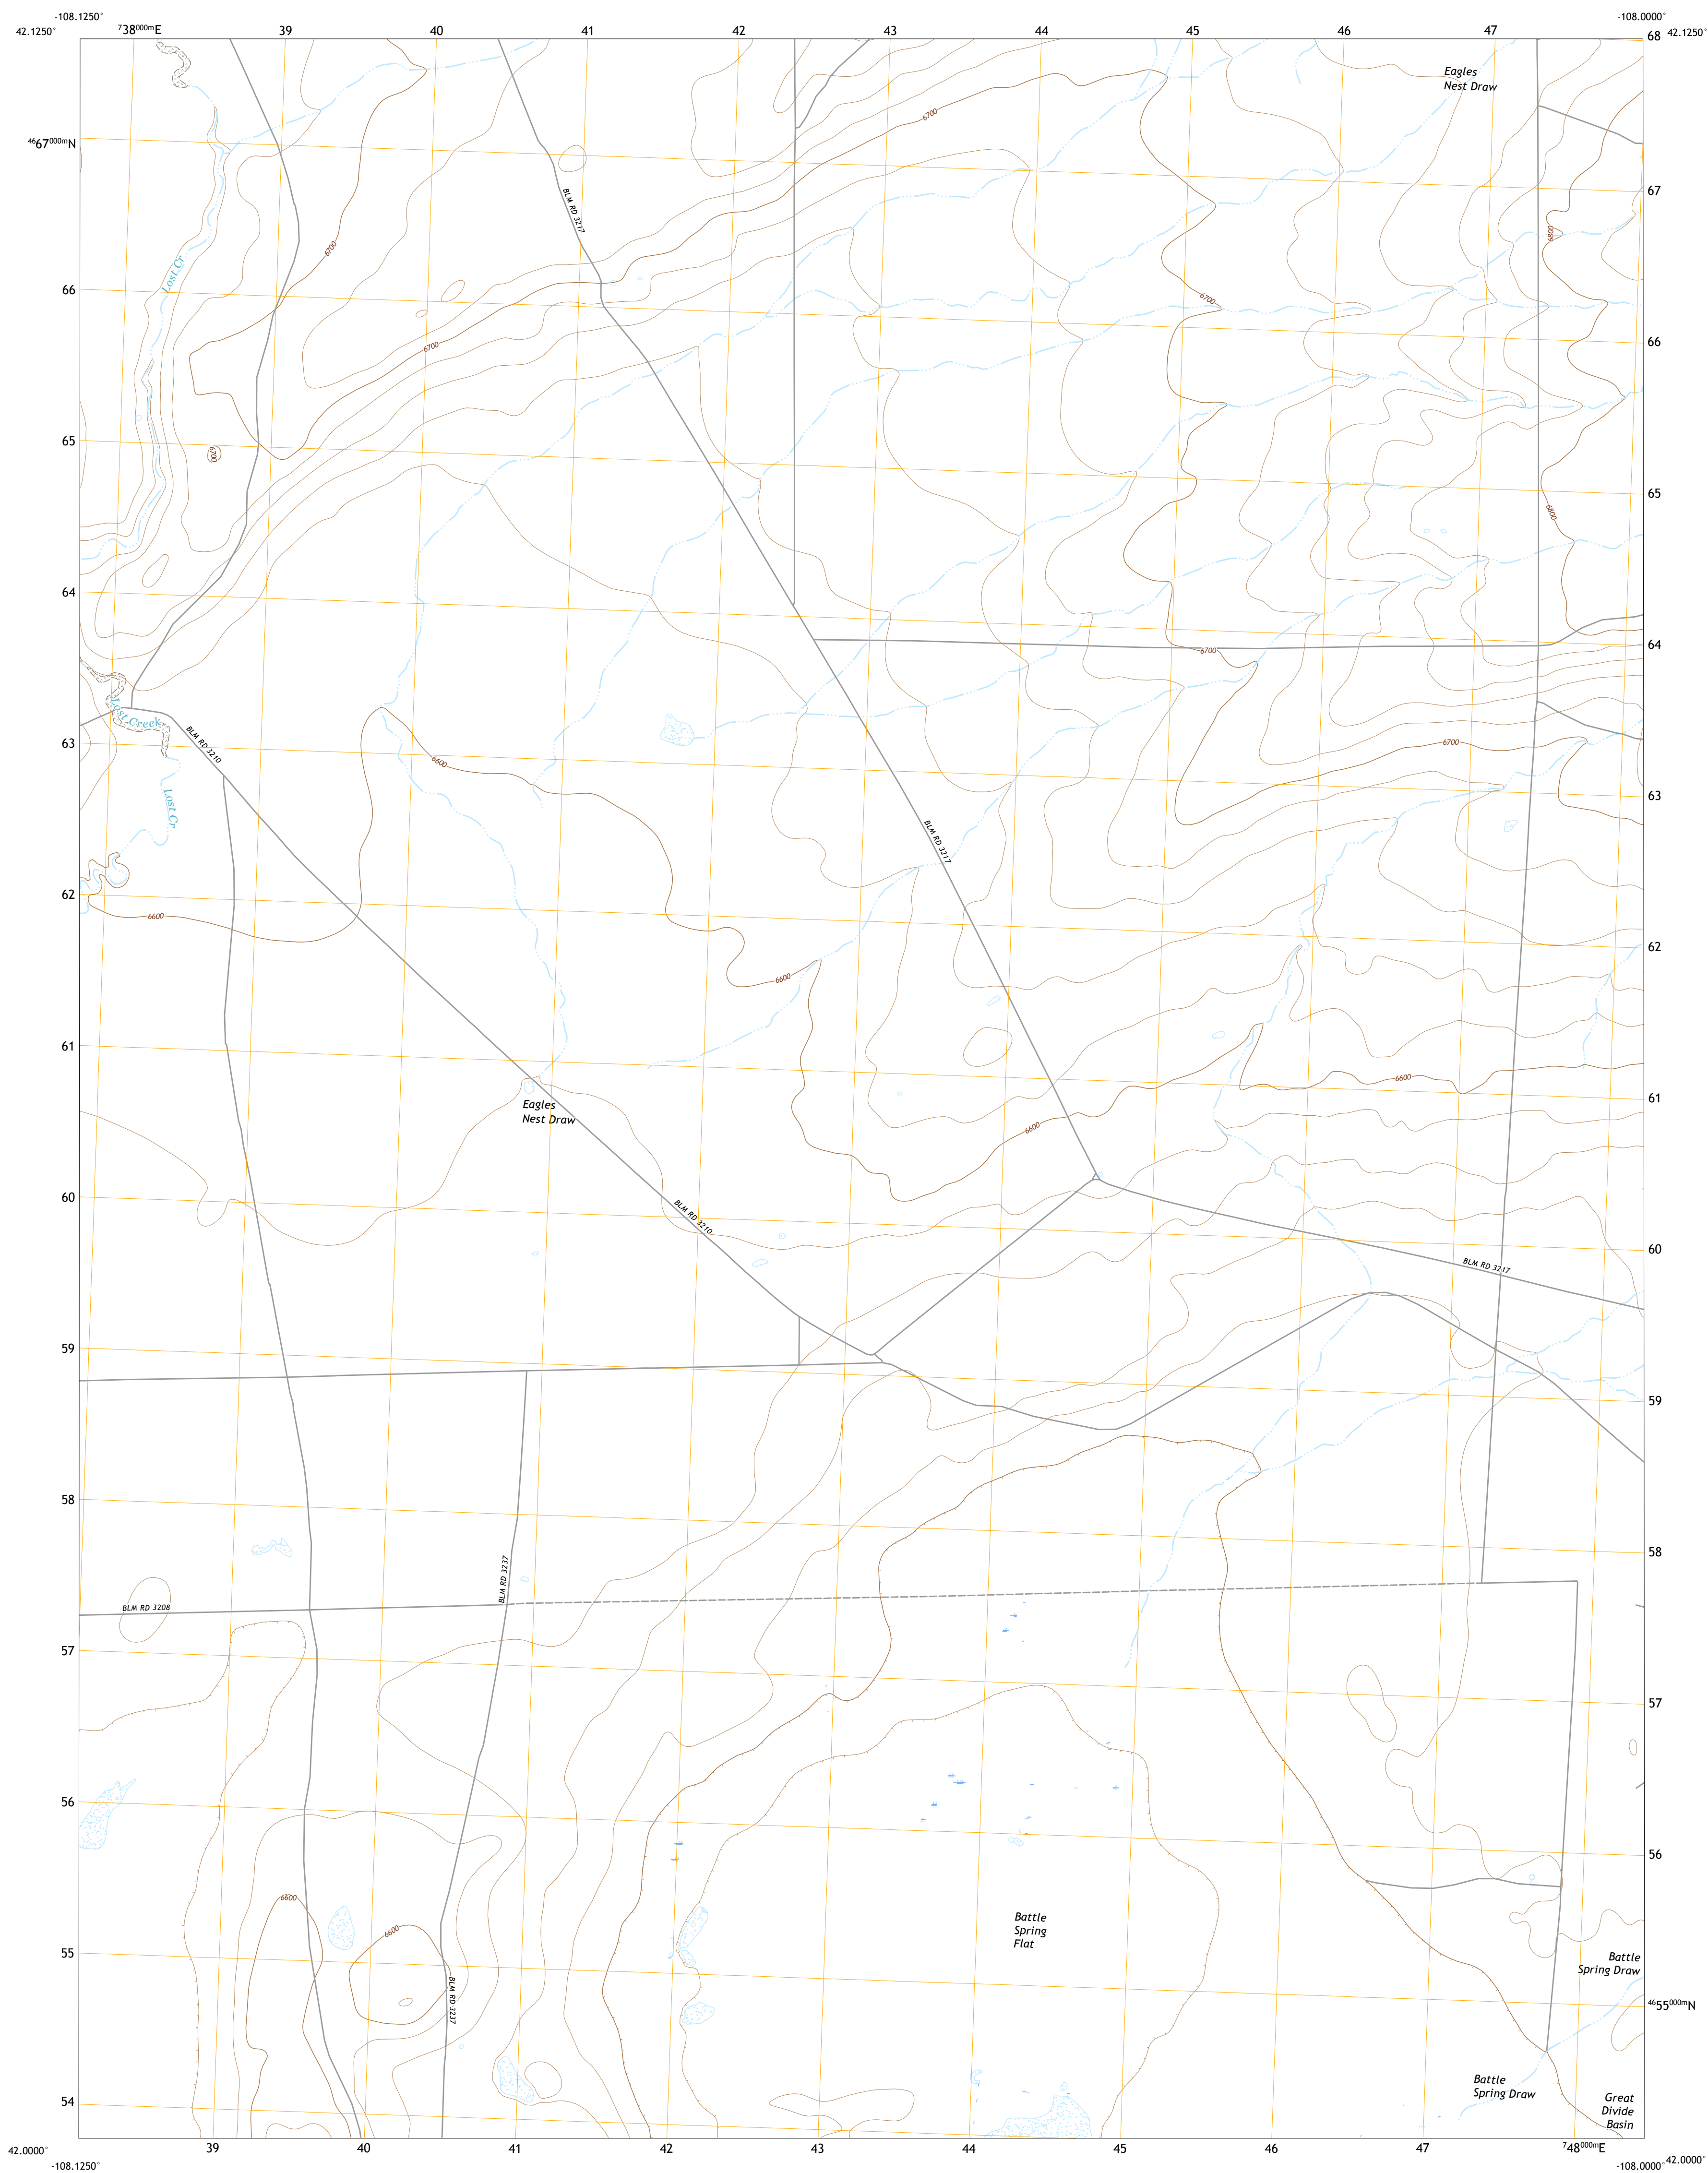 -108.1250°
-108.0000°
42.1250° 738000mE 39 40 41 42 43 44 45 46 47 68 42.1250°
Eagles
Nest Draw
6700
4667000mN
67
BLM RD 3217
6700
6800
Lost Cr
66
6700
6700
66
65
6700
65
6800
64
64
6700
Lost Creek
BLM RD 3210
63
6600
6700
Lost Cr
63
BLM RD 3217
62
6600
62
6600
61
6600
61
Eagles
Nest Draw
6600
60
BLM RD 3210
60
BLM RD 3217
59
59
58
58
BLM RD 3237
BLM RD 3208
57
57
56
56
6600
6600
Battle
Spring
Flat
55
Battle
Spring Draw
BLM RD 3237
4655000mN
Battle
Spring Draw
54
Great
Divide
Basin
42.0000° 39 40 41 42 43 44 45 46 47 748000mE 42.0000°
-108.1250°
-108.0000°